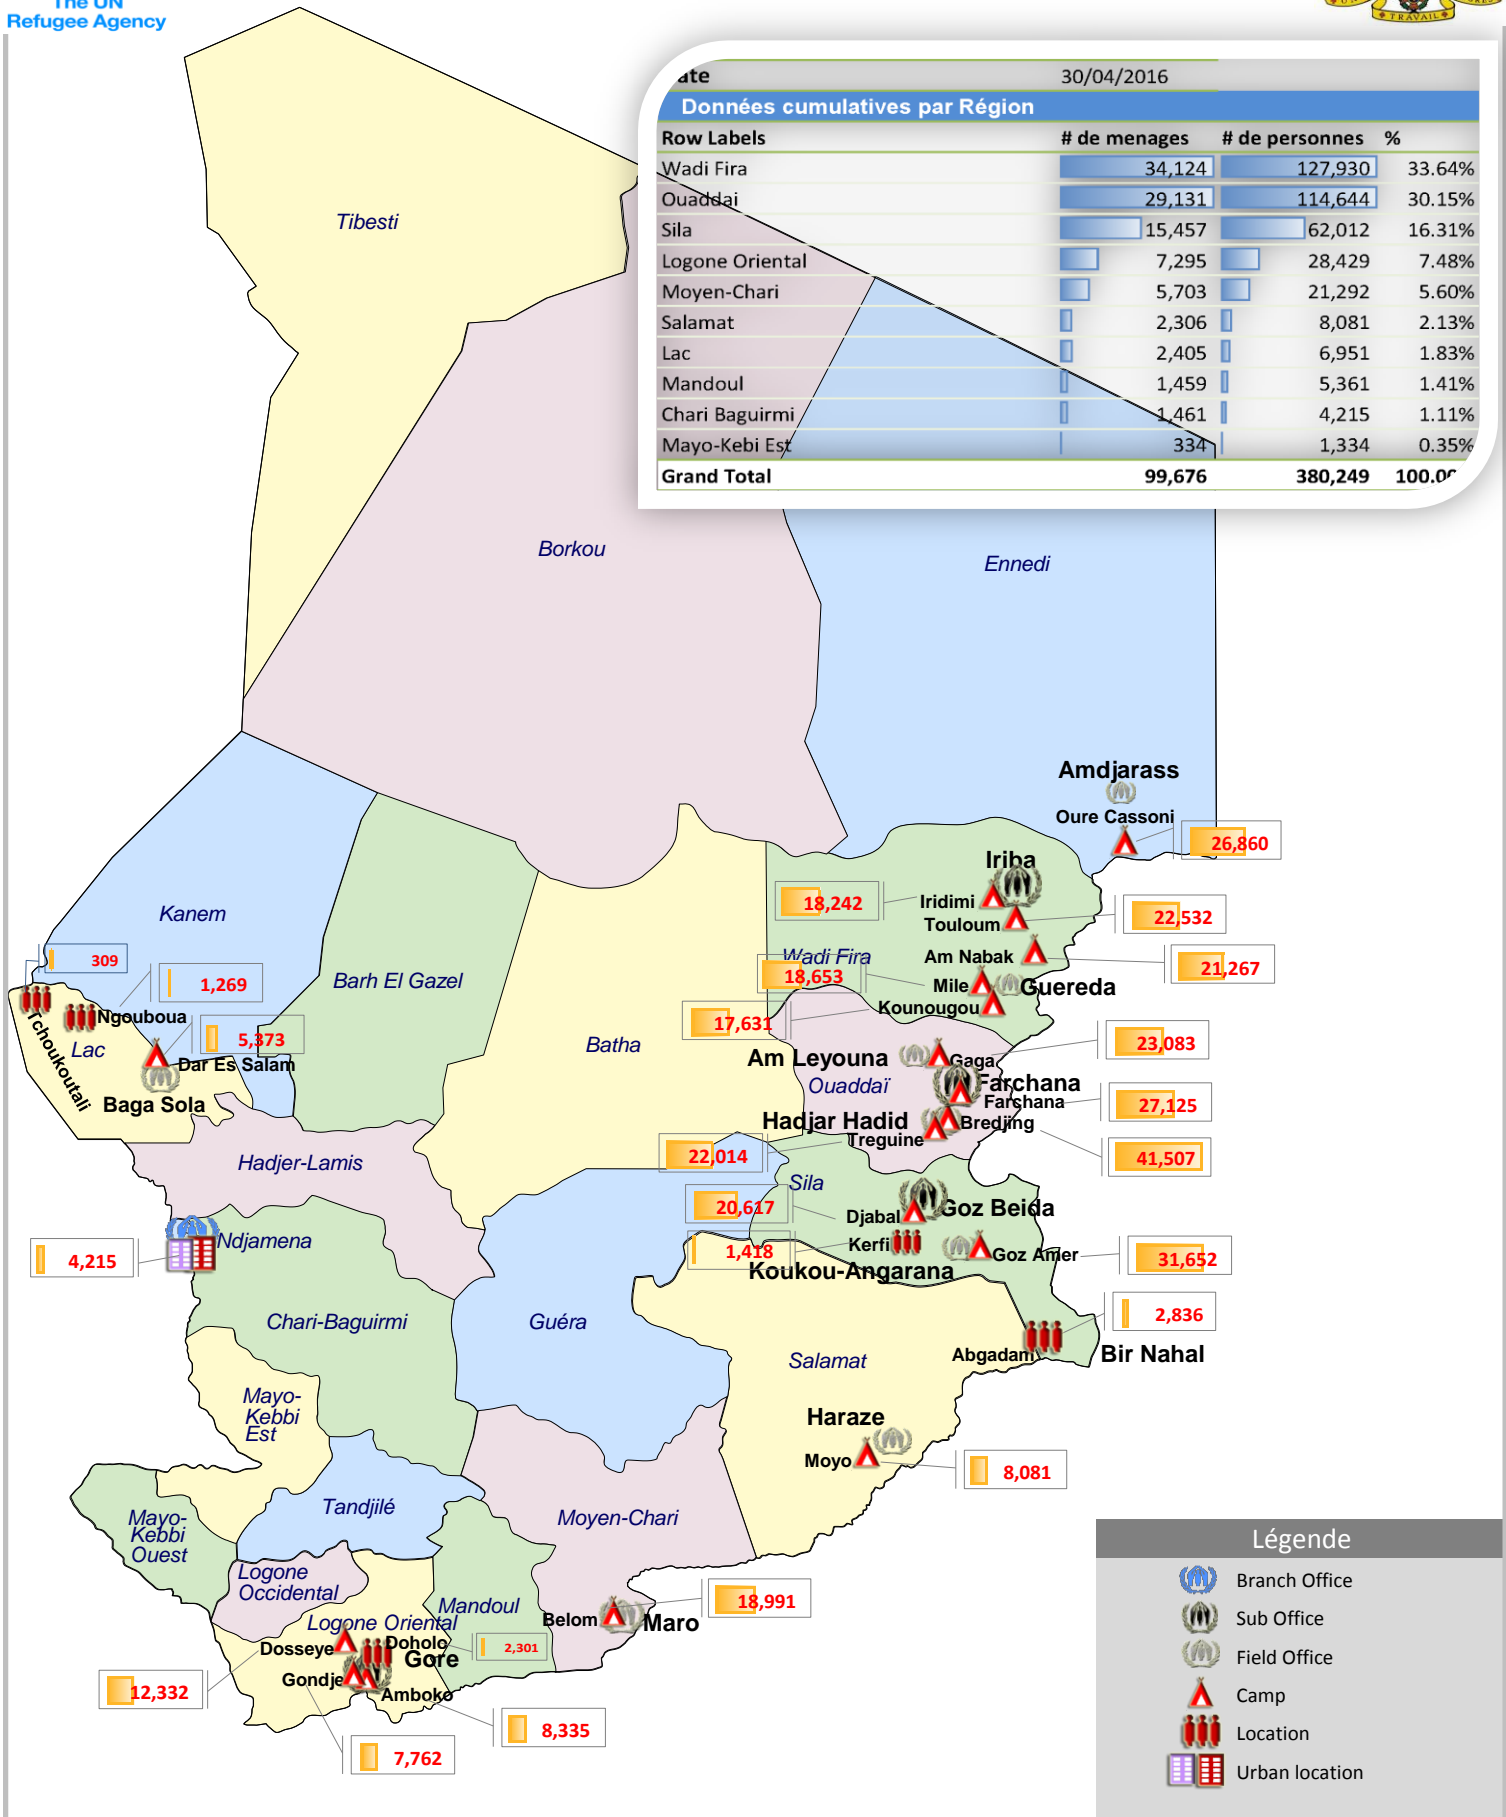 The UN
Refugee Agency
TRAVAIL
30/04/2016
Données cumulatives par Région
Row Labels # de menages # de personnes %
Wadi Fira 34,124 127,930 33.64%
Ouaddai 29,131 114,644 30.15%
Sila 15,457 62,012 16.31%
Logone Oriental 7,295 28,429 7.48%
Moyen-Chari 5,703 21,292 5.60%
Salamat 2,306 8,081 2.13%
Lac 2,405 6,951 1.83%
Mandoul 1,459 5,361 1.41%
Chari Baguirmi 1,461 4,215 1.11%
Mayo-Kebi Est 334 1,334 0.35%
Grand Total 99,676 380,249
Tibesti
Borkou
Ennedi
Amdjarass
Oure Cassoni
26,860
Iriba
Iridimi
18,242
Touloum
22,532
Kanem
Wadi Fira
Am Nabak
21,267
309
1,269
Barh El Gazel
18,653
Mile
Guereda
Kounougou
Ngouboua
Tchoukoutali
17,631
5,373
Lac
Batha
23,083
Dar Es Salam
Am Leyouna
Gaga
Ouaddaï
Farchana
Farchana
27,125
Baga Sola
Hadjar Hadid
Bredjing
Treguine
41,507
22,014
Hadjer-Lamis
Sila
20,617
Djabal
Goz Beida
Ndjamena
4,215
1,418
Kerfi
Goz Amer
31,652
Koukou-Angarana
Chari-Baguirmi
Guéra
2,836
Salamat
Abgadam
Bir Nahal
Mayo-
Kebbi
Est
Haraze
Moyo
8,081
Tandjilé
Moyen-Chari
Mayo-
Kebbi
Ouest
Logone
Occidental
Mandoul
18,991
Belom
Maro
Logone Oriental
Dosseye
Doholo
2,301
Gore
Gondje
Amboko
12,332
8,335
7,762
Légende
Branch Office
Sub Office
Field Office
Camp
Location
Urban location